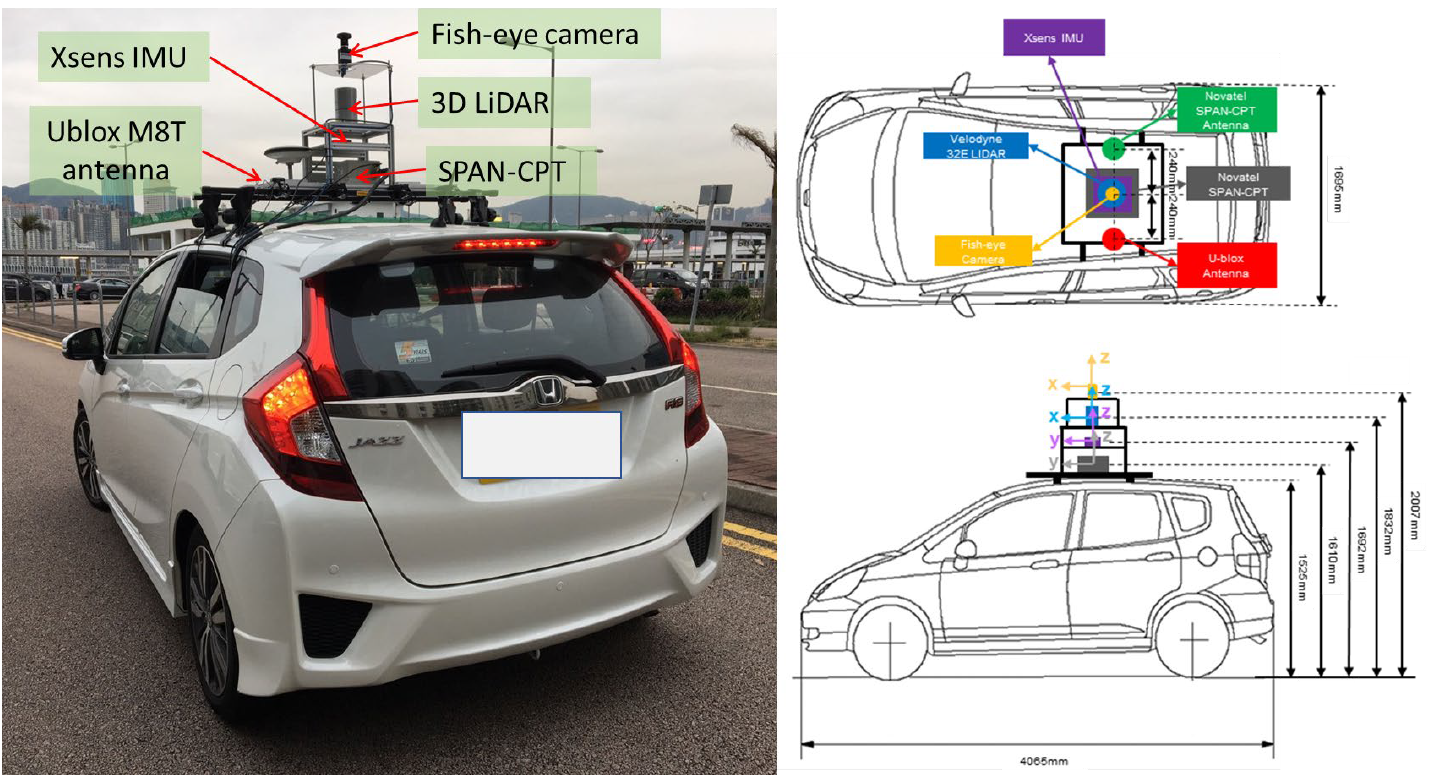 Fish-eye camera
Xsens IMU
3D LiDAR
Ublox M8T
antenna
SPAN-CPT
JAZZ
RS
Xsens IMU
Novatel
SPAN-CPT
Antenna
Velodyne
32E LIDAR
240mm
240mm
Novatel
SPAN-CPT
1695mm
Fish-eye
Camera
U-blox
Antenna
z
x
z
x
z
y
z
y
2007mm
1832mm
1692mm
1610mm
1525mm
4065mm